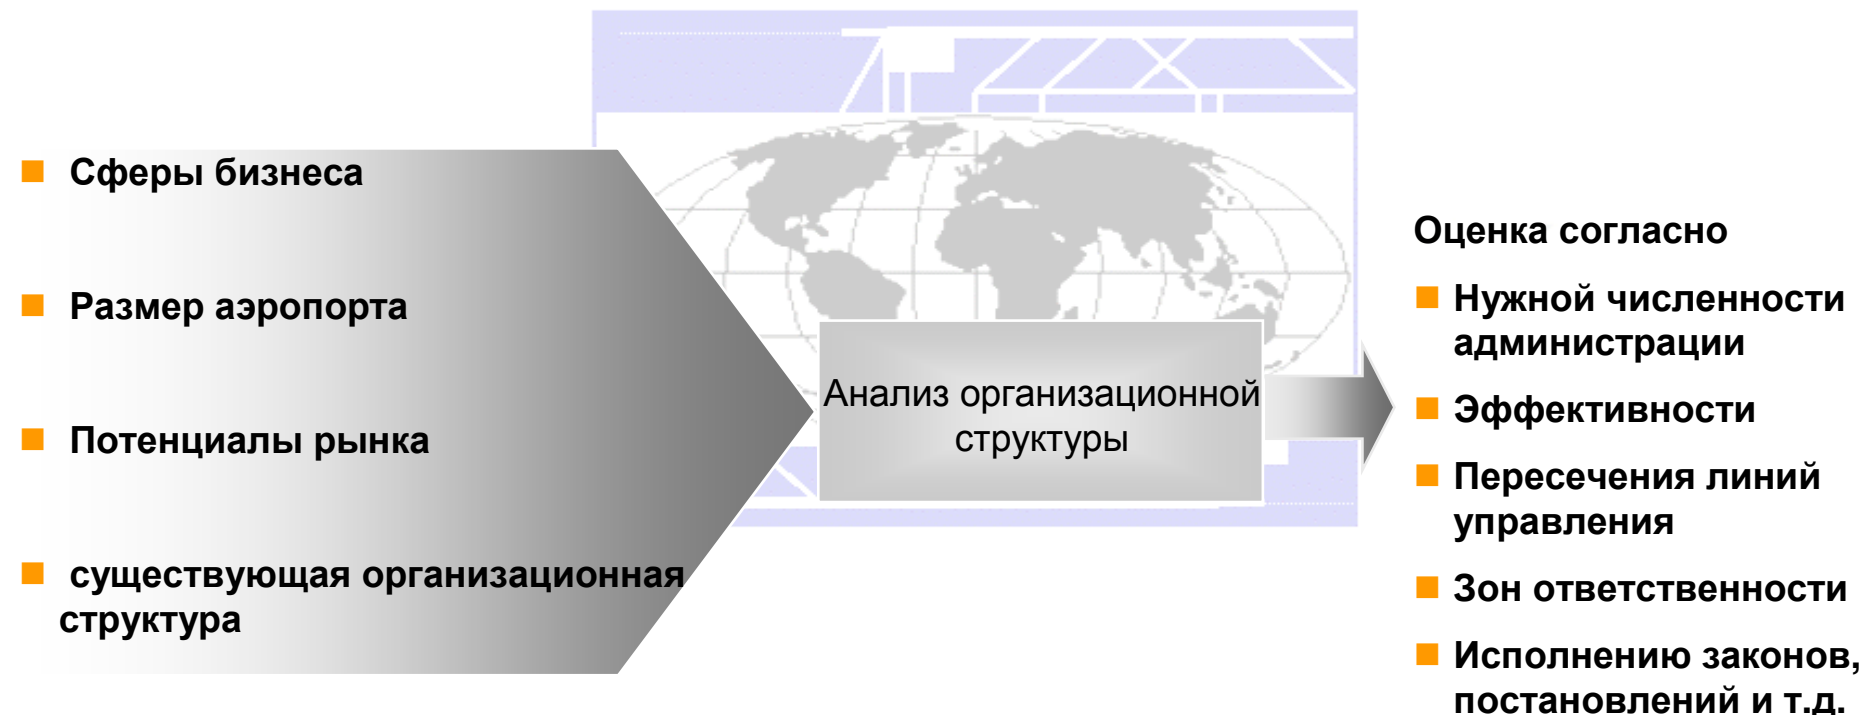 Сферы бизнеса
Размер аэропорта
Потенциалы рынка
существующая организационная
структура
Анализ организационной
структуры
Оценка согласно
Нужной численности
администрации
Эффективности
Пересечения линий
управления
Зон ответственности
Исполнению законов,
постановлений и т.д.